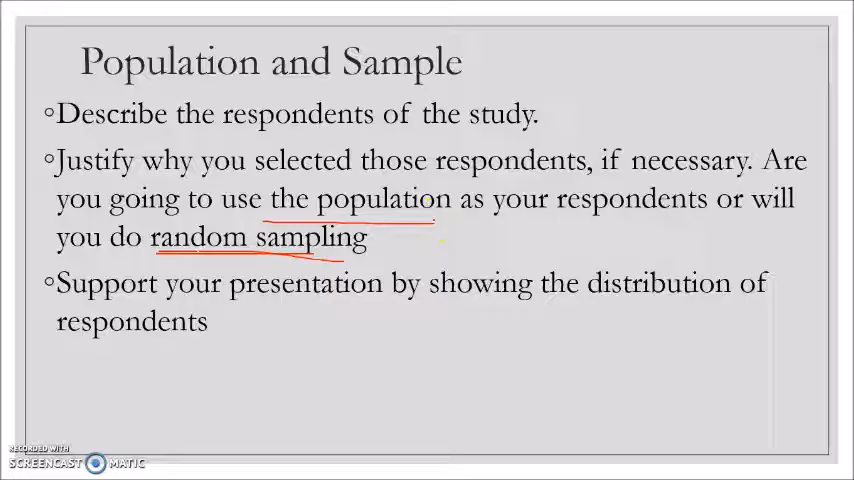 Population and Sample
◦Describe the respondents of the study.
◦Justify why you selected those respondents, if necessary. Are
you going to use the population as your respondents or will
you do random sampling
◦Support your presentation by showing the distribution of
respondents
RECORDED WITH
SCREENCAST MATIC